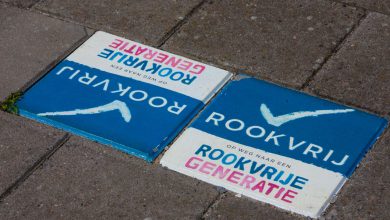 ROOKVRIJ
OP WEG NAAR EEN
ROOKVRIJE
GENERATIE
ROOKVRIJ
OP WEG NAAR EEN
ROOKVRIJE
GENERATIE